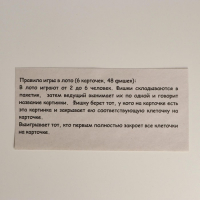 Правила игры в лото (6 карточек, 48 фишек):
В лото играют от 2 до 6 человек. Фишки складываются в
пакетик, затем ведущий вынимает их по одной и говорит
название картинки. Фишку берет тот, у кого на карточке есть
эта картинка и закрывает ею соответствующую клеточку на
карточке.
Выигрывает тот, кто первым полностью закроет все клеточки
на карточке.